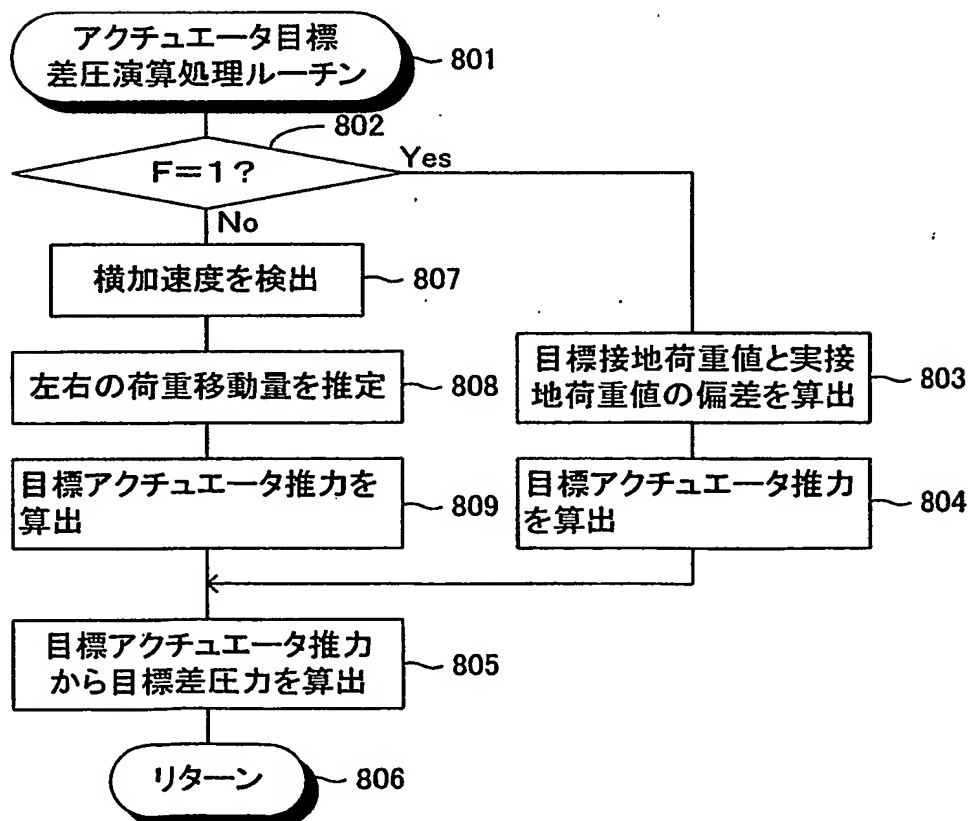 アクチュエータ目標
差圧演算処理ルーチン
801
802
F=1?
Yes
No
横加速度を検出
807
左右の荷重移動量を推定
808
目標アクチュエータ推力を
算出
809
目標接地荷重値と実接
地荷重値の偏差を算出
803
目標アクチュエータ推力
を算出
804
目標アクチュエータ推力
から目標差圧力を算出
805
リターン
806